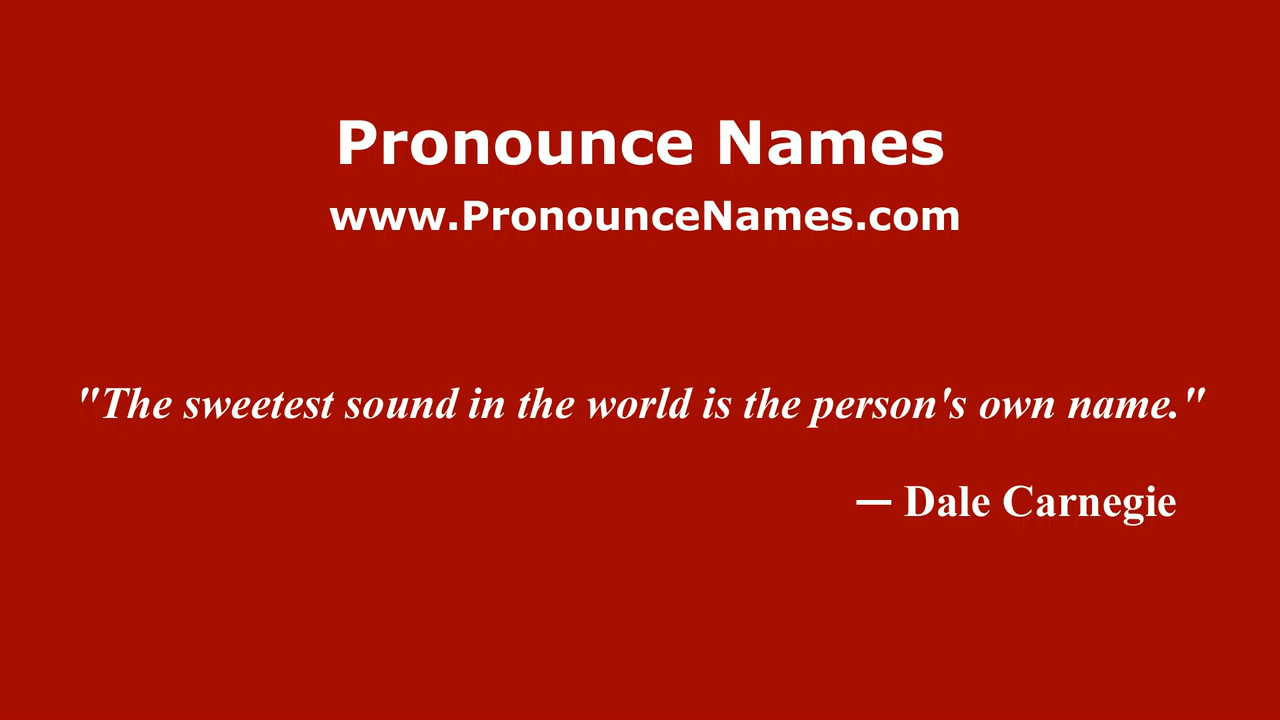 Pronounce Names
www.PronounceNames.com
"The sweetest sound in the world is the person's own name."
— Dale Carnegie